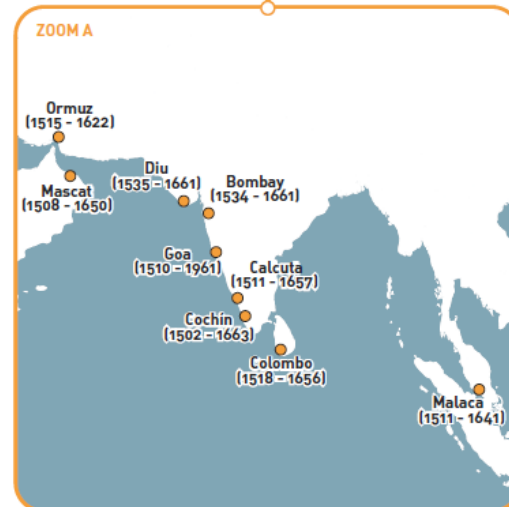 ZOOM A
Ormuz
(1515 - 1622)
Mascat
(1508 - 1650)
Diu
(1535 - 1661)
Bombay
(1534 - 1661)
Goa
(1510 - 1961)
Calcuta
(1511 - 1657)
Cochín
(1502 - 1663)
Colombo
(1518 - 1656)
Malaca
(1511 - 1641)